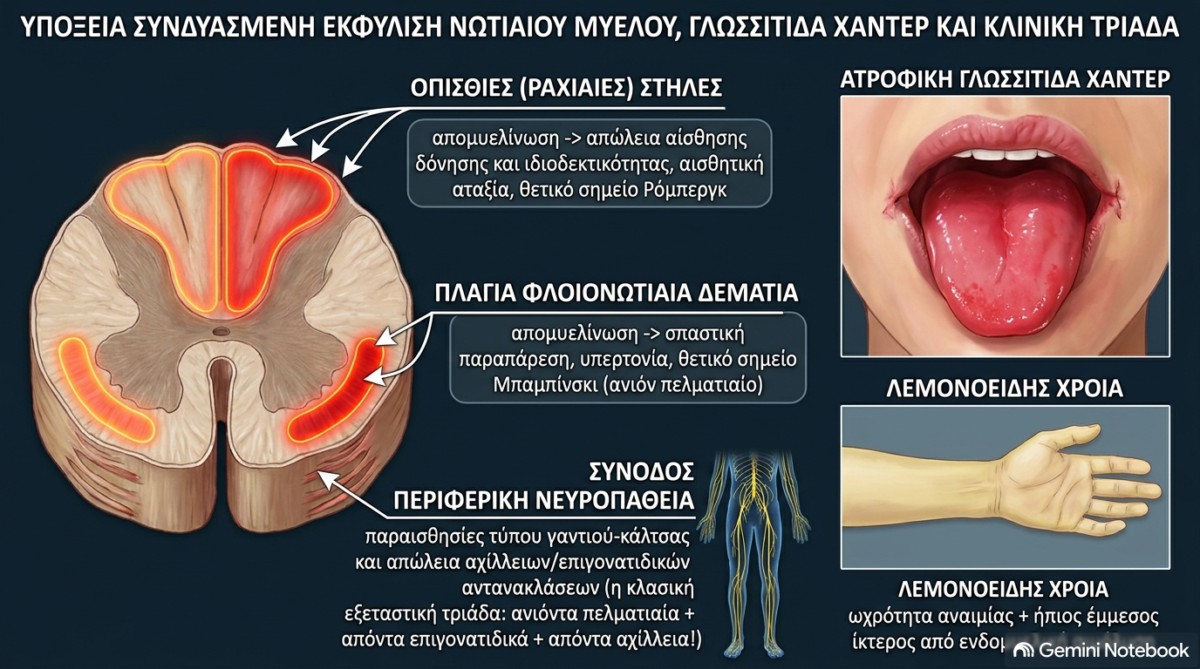 ΥΠΟΞΕΙΑ ΣΥΝΔΥΑΣΜΕΝΗ ΕΚΦΥΛΙΣΗ ΝΩΤΙΑΙΟΥ ΜΥΕΛΟΥ, ΓΛΩΣΣΙΤΙΔΑ ΧΑΝΤΕΡ ΚΑΙ ΚΛΙΝΙΚΗ ΤΡΙΑΔΑ
ΟΠΙΣΘΙΕΣ (ΡΑΧΙΑΙΕΣ) ΣΤΗΛΕΣ
απομυελίνωση -> απώλεια αίσθησης
δόνησης και ιδιοδεκτικότητας, αισθητική
αταξία, θετικό σημείο Ρόμπεργκ
ΠΛΑΓΙΑ ΦΛΟΙΟΝΩΤΙΑΙΑ ΔΕΜΑΤΙΑ
απομυελίνωση -> σπαστική
παραπάρεση, υπερτονία, θετικό σημείο
Μπαμπίνσκι (ανιόν πελματιαίο)
ΣΥΝΟΔΟΣ
ΠΕΡΙΦΕΡΙΚΗ ΝΕΥΡΟΠΑΘΕΙΑ
παραισθησίες τύπου γαντιού-κάλτσας
και απώλεια αχίλλειων/επιγονατιδικών
αντανακλάσεων (η κλασική
εξεταστική τριάδα: ανιόντα πελματιαία +
απόντα επιγονατιδικά + απόντα αχίλλεια!)
ΑΤΡΟΦΙΚΗ ΓΛΩΣΣΙΤΙΔΑ ΧΑΝΤΕΡ
ΛΕΜΟΝΟΕΙΔΗΣ ΧΡΟΙΑ
ΛΕΜΟΝΟΕΙΔΗΣ ΧΡΟΙΑ
ωχρότητα αναιμίας + ήπιος έμμεσος
ίκτερος από
Gemini Notebook